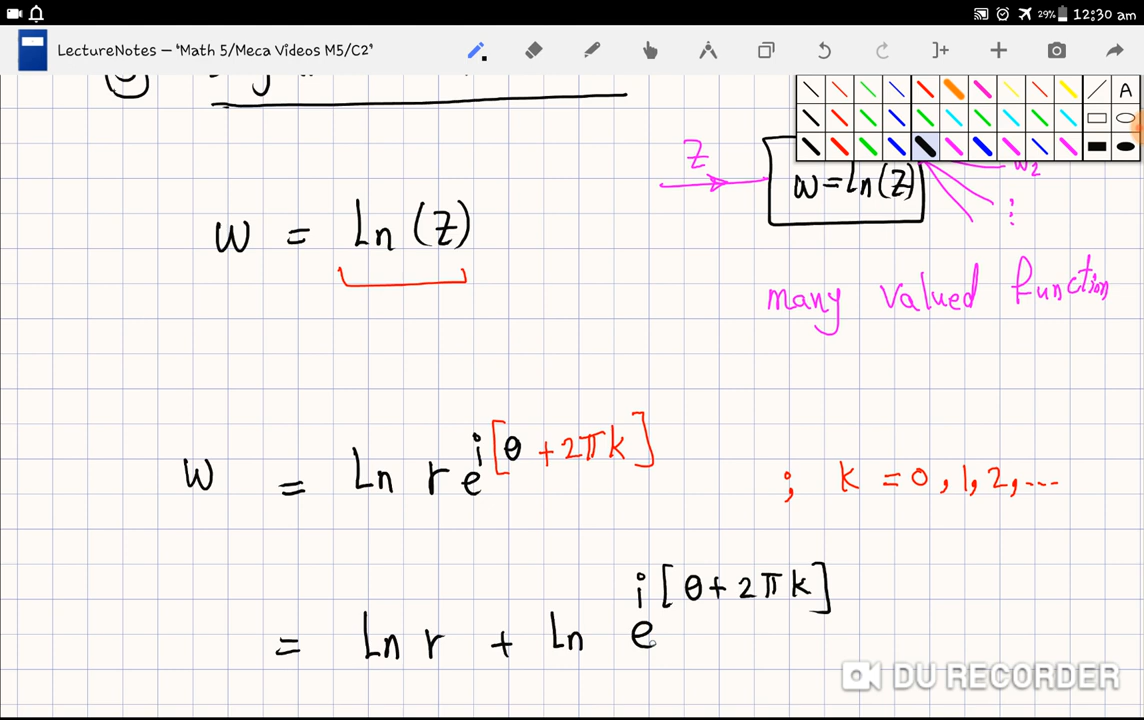 29% 12:30 am
LectureNotes – ‘Math 5/Meca Videos M5/C2’
A
Z
w = Ln(Z)
w2
⋮
w = Ln (Z)
many valued function
w = Ln r e^{i[θ + 2πk]} ; k = 0, 1, 2, ...
= Ln r + Ln e^{i[θ + 2πk]}
DU RECORDER